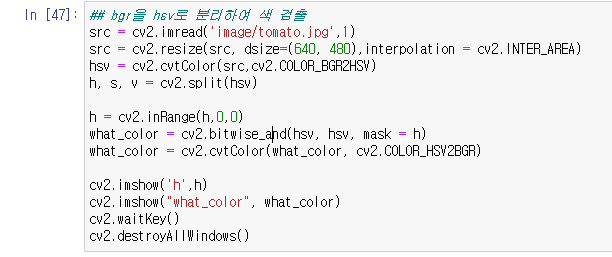 In [47]: ## bgr을 hsv로 분리하여 색 검출
src = cv2.imread('image/tomato.jpg',1)
src = cv2.resize(src, dsize=(640, 480),interpolation = cv2.INTER_AREA)
hsv = cv2.cvtColor(src,cv2.COLOR_BGR2HSV)
h, s, v = cv2.split(hsv)
h = cv2.inRange(h,0,0)
what_color = cv2.bitwise_and(hsv, hsv, mask = h)
what_color = cv2.cvtColor(what_color, cv2.COLOR_HSV2BGR)
cv2.imshow('h',h)
cv2.imshow("what_color", what_color)
cv2.waitKey()
cv2.destroyAllWindows()